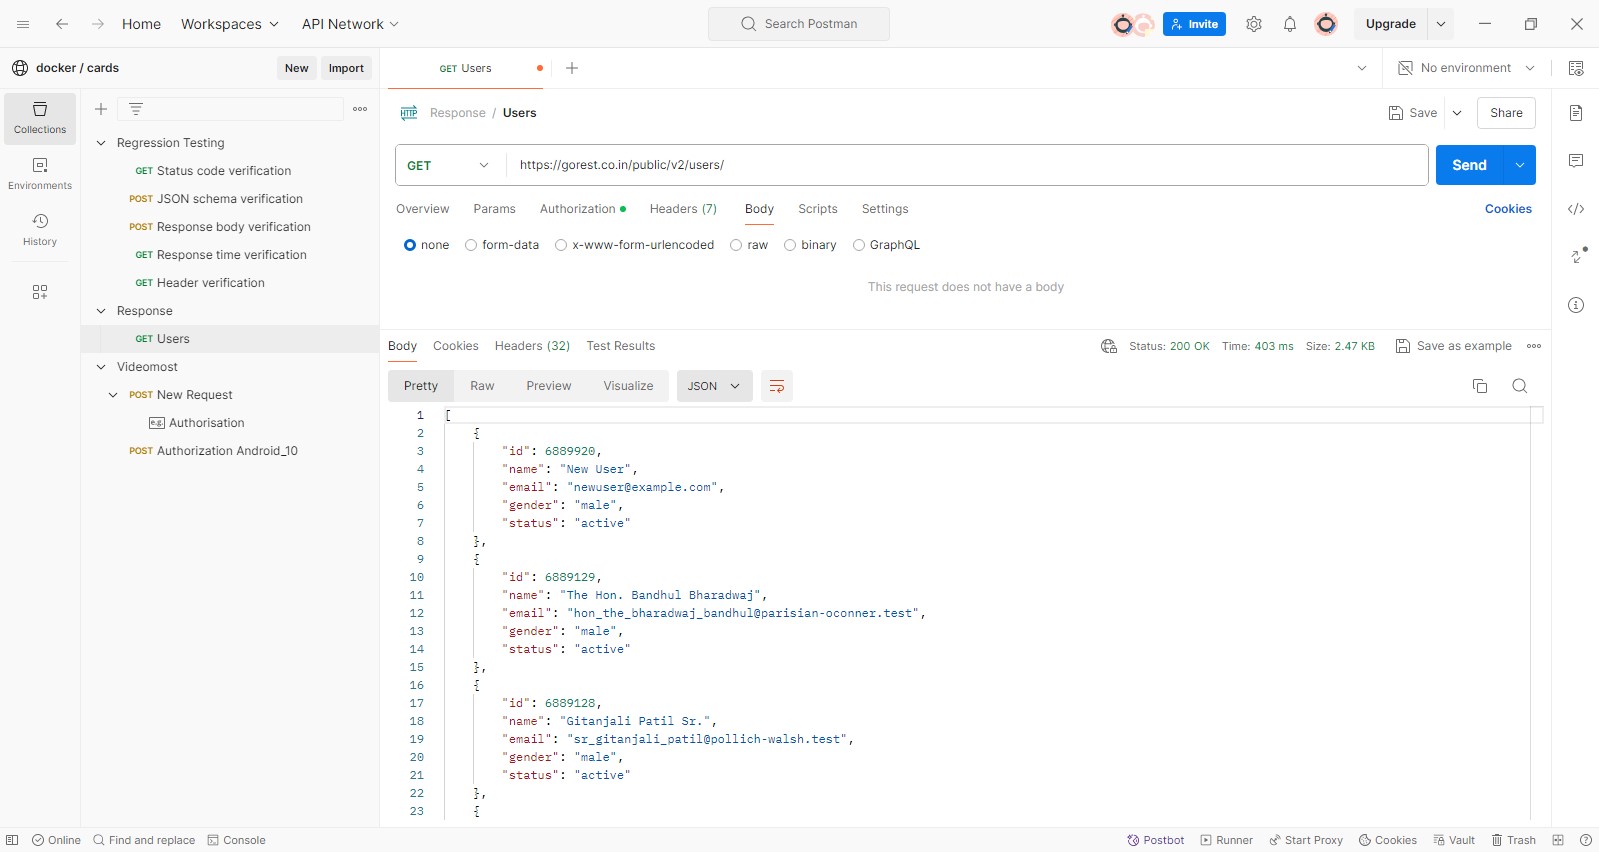 Home Workspaces API Network Search Postman Invite Upgrade
docker / cards New Import GET Users No environment
Collections
Environments
History
Regression Testing
GET Status code verification
POST JSON schema verification
POST Response body verification
GET Response time verification
GET Header verification
Response
GET Users
Videomost
POST New Request
e.g. Authorisation
POST Authorization Android_10
HTTP Response / Users Save Share
GET https://gorest.co.in/public/v2/users/ Send
Overview Params Authorization Headers (7) Body Scripts Settings Cookies
none form-data x-www-form-urlencoded raw binary GraphQL
This request does not have a body
Body Cookies Headers (32) Test Results Status: 200 OK Time: 403 ms Size: 2.47 KB Save as example
Pretty Raw Preview Visualize JSON
1 [
2 {
3 "id": 6889920,
4 "name": "New User",
5 "email": "newuser@example.com",
6 "gender": "male",
7 "status": "active"
8 },
9 {
10 "id": 6889129,
11 "name": "The Hon. Bandhul Bharadwaj",
12 "email": "hon_the_bharadwaj_bandhul@parisian-oconner.test",
13 "gender": "male",
14 "status": "active"
15 },
16 {
17 "id": 6889128,
18 "name": "Gitanjali Patil Sr.",
19 "email": "sr_gitanjali_patil@pollich-walsh.test",
20 "gender": "male",
21 "status": "active"
22 },
23 {
Online Find and replace Console Postbot Runner Start Proxy Cookies Vault Trash